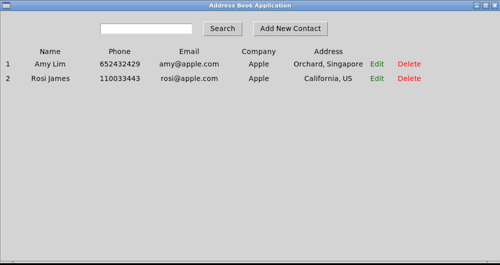 Address Book Application
Search Add New Contact
Name Phone Email Company Address
1 Amy Lim 652432429 amy@apple.com Apple Orchard, Singapore Edit Delete
2 Rosi James 110033443 rosi@apple.com Apple California, US Edit Delete